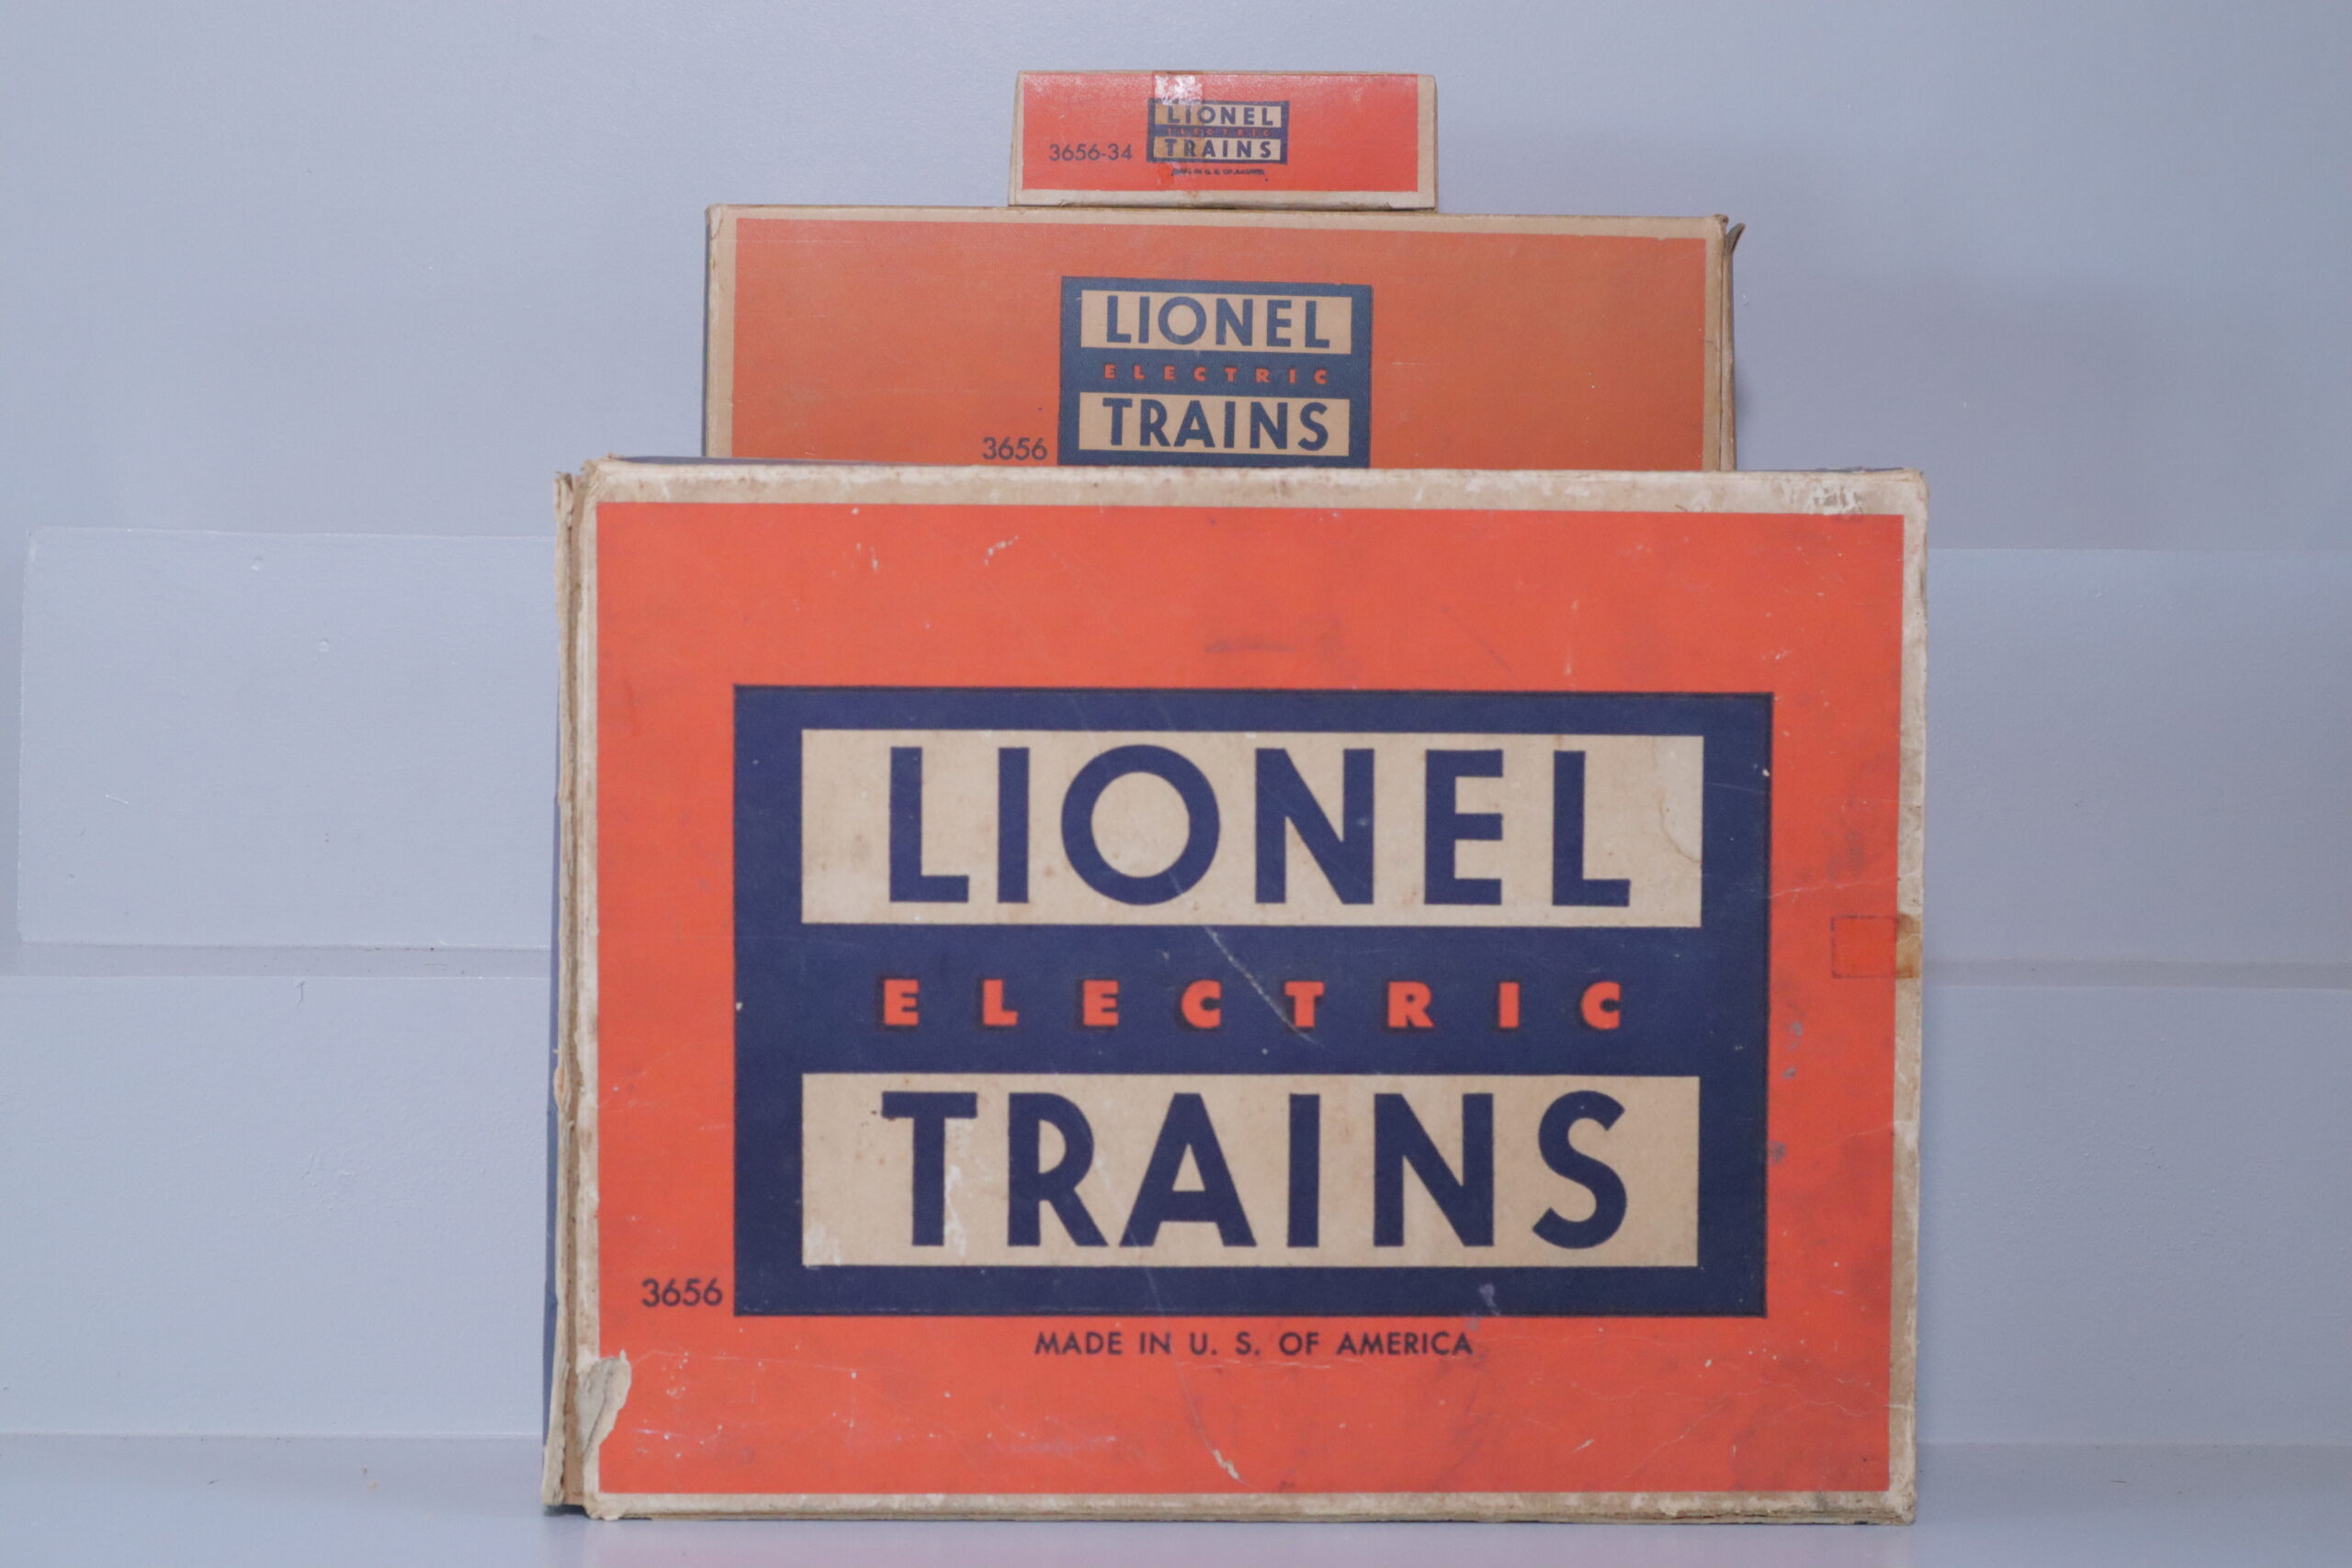 LIONEL
ELECTRIC
TRAINS
3656-34
LIONEL
ELECTRIC
TRAINS
3656
LIONEL
ELECTRIC
TRAINS
3656
MADE IN U. S. OF AMERICA